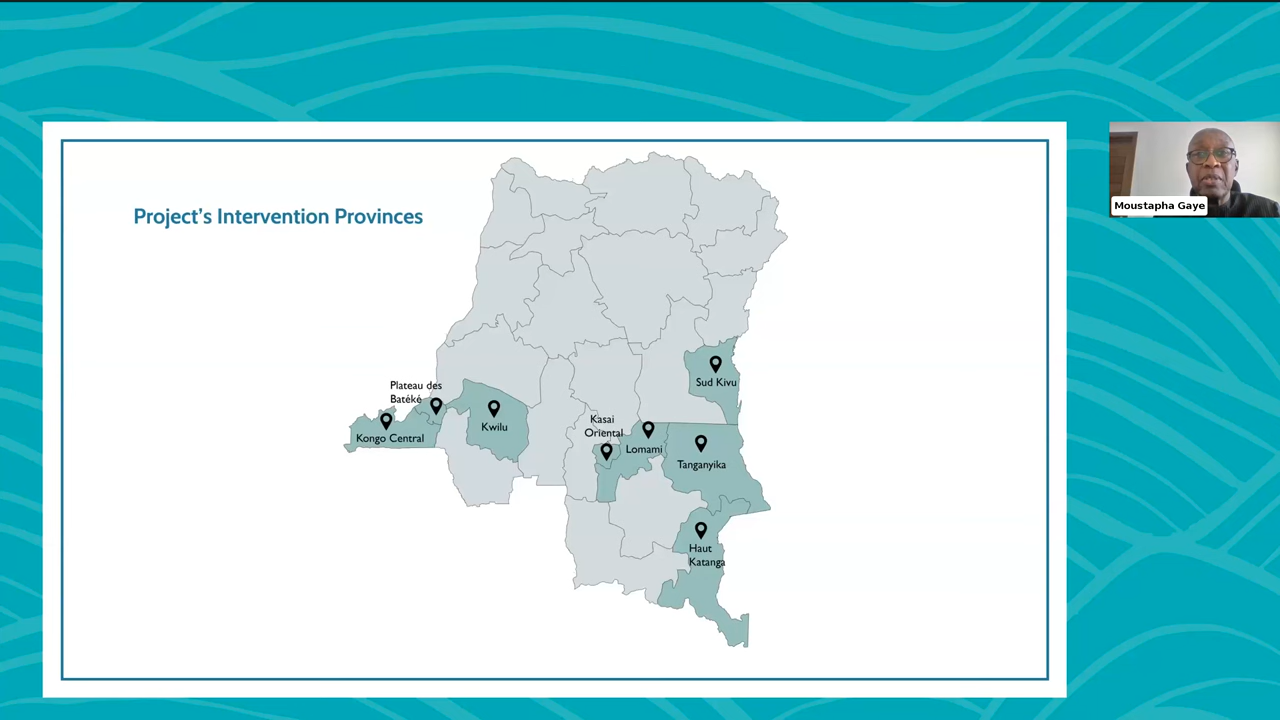 Project's Intervention Provinces
Moustapha Gaye
Sud Kivu
Plateau des
Batéké
Kwilu
Kongo Central
Kasai
Oriental
Lomami
Tanganyika
Haut
Katanga